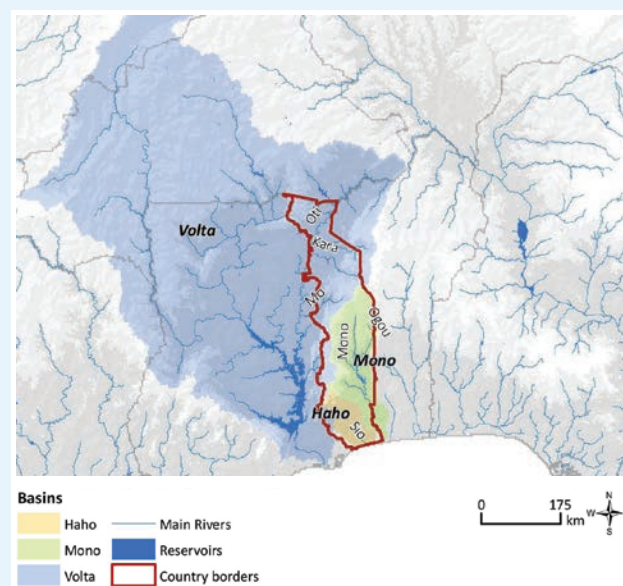 Volta
Oti
Kara
Mo
Mono
Ogou
Mono
Haho
Sio
Basins
Haho
Mono
Volta
Main Rivers
Reservoirs
Country borders
0 175
km
N
W E
S